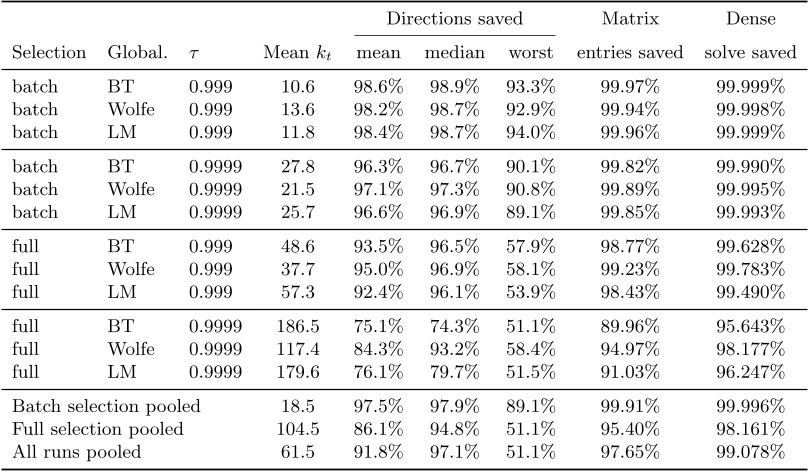 Directions saved Matrix Dense
Selection Global. τ Mean kₜ mean median worst entries saved solve saved
batch BT 0.999 10.6 98.6% 98.9% 93.3% 99.97% 99.999%
batch Wolfe 0.999 13.6 98.2% 98.7% 92.9% 99.94% 99.998%
batch LM 0.999 11.8 98.4% 98.7% 94.0% 99.96% 99.999%
batch BT 0.9999 27.8 96.3% 96.7% 90.1% 99.82% 99.990%
batch Wolfe 0.9999 21.5 97.1% 97.3% 90.8% 99.89% 99.995%
batch LM 0.9999 25.7 96.6% 96.9% 89.1% 99.85% 99.993%
full BT 0.999 48.6 93.5% 96.5% 57.9% 98.77% 99.628%
full Wolfe 0.999 37.7 95.0% 96.9% 58.1% 99.23% 99.783%
full LM 0.999 57.3 92.4% 96.1% 53.9% 98.43% 99.490%
full BT 0.9999 186.5 75.1% 74.3% 51.1% 89.96% 95.643%
full Wolfe 0.9999 117.4 84.3% 93.2% 58.4% 94.97% 98.177%
full LM 0.9999 179.6 76.1% 79.7% 51.5% 91.03% 96.247%
Batch selection pooled 18.5 97.5% 97.9% 89.1% 99.91% 99.996%
Full selection pooled 104.5 86.1% 94.8% 51.1% 95.40% 98.161%
All runs pooled 61.5 91.8% 97.1% 51.1% 97.65% 99.078%